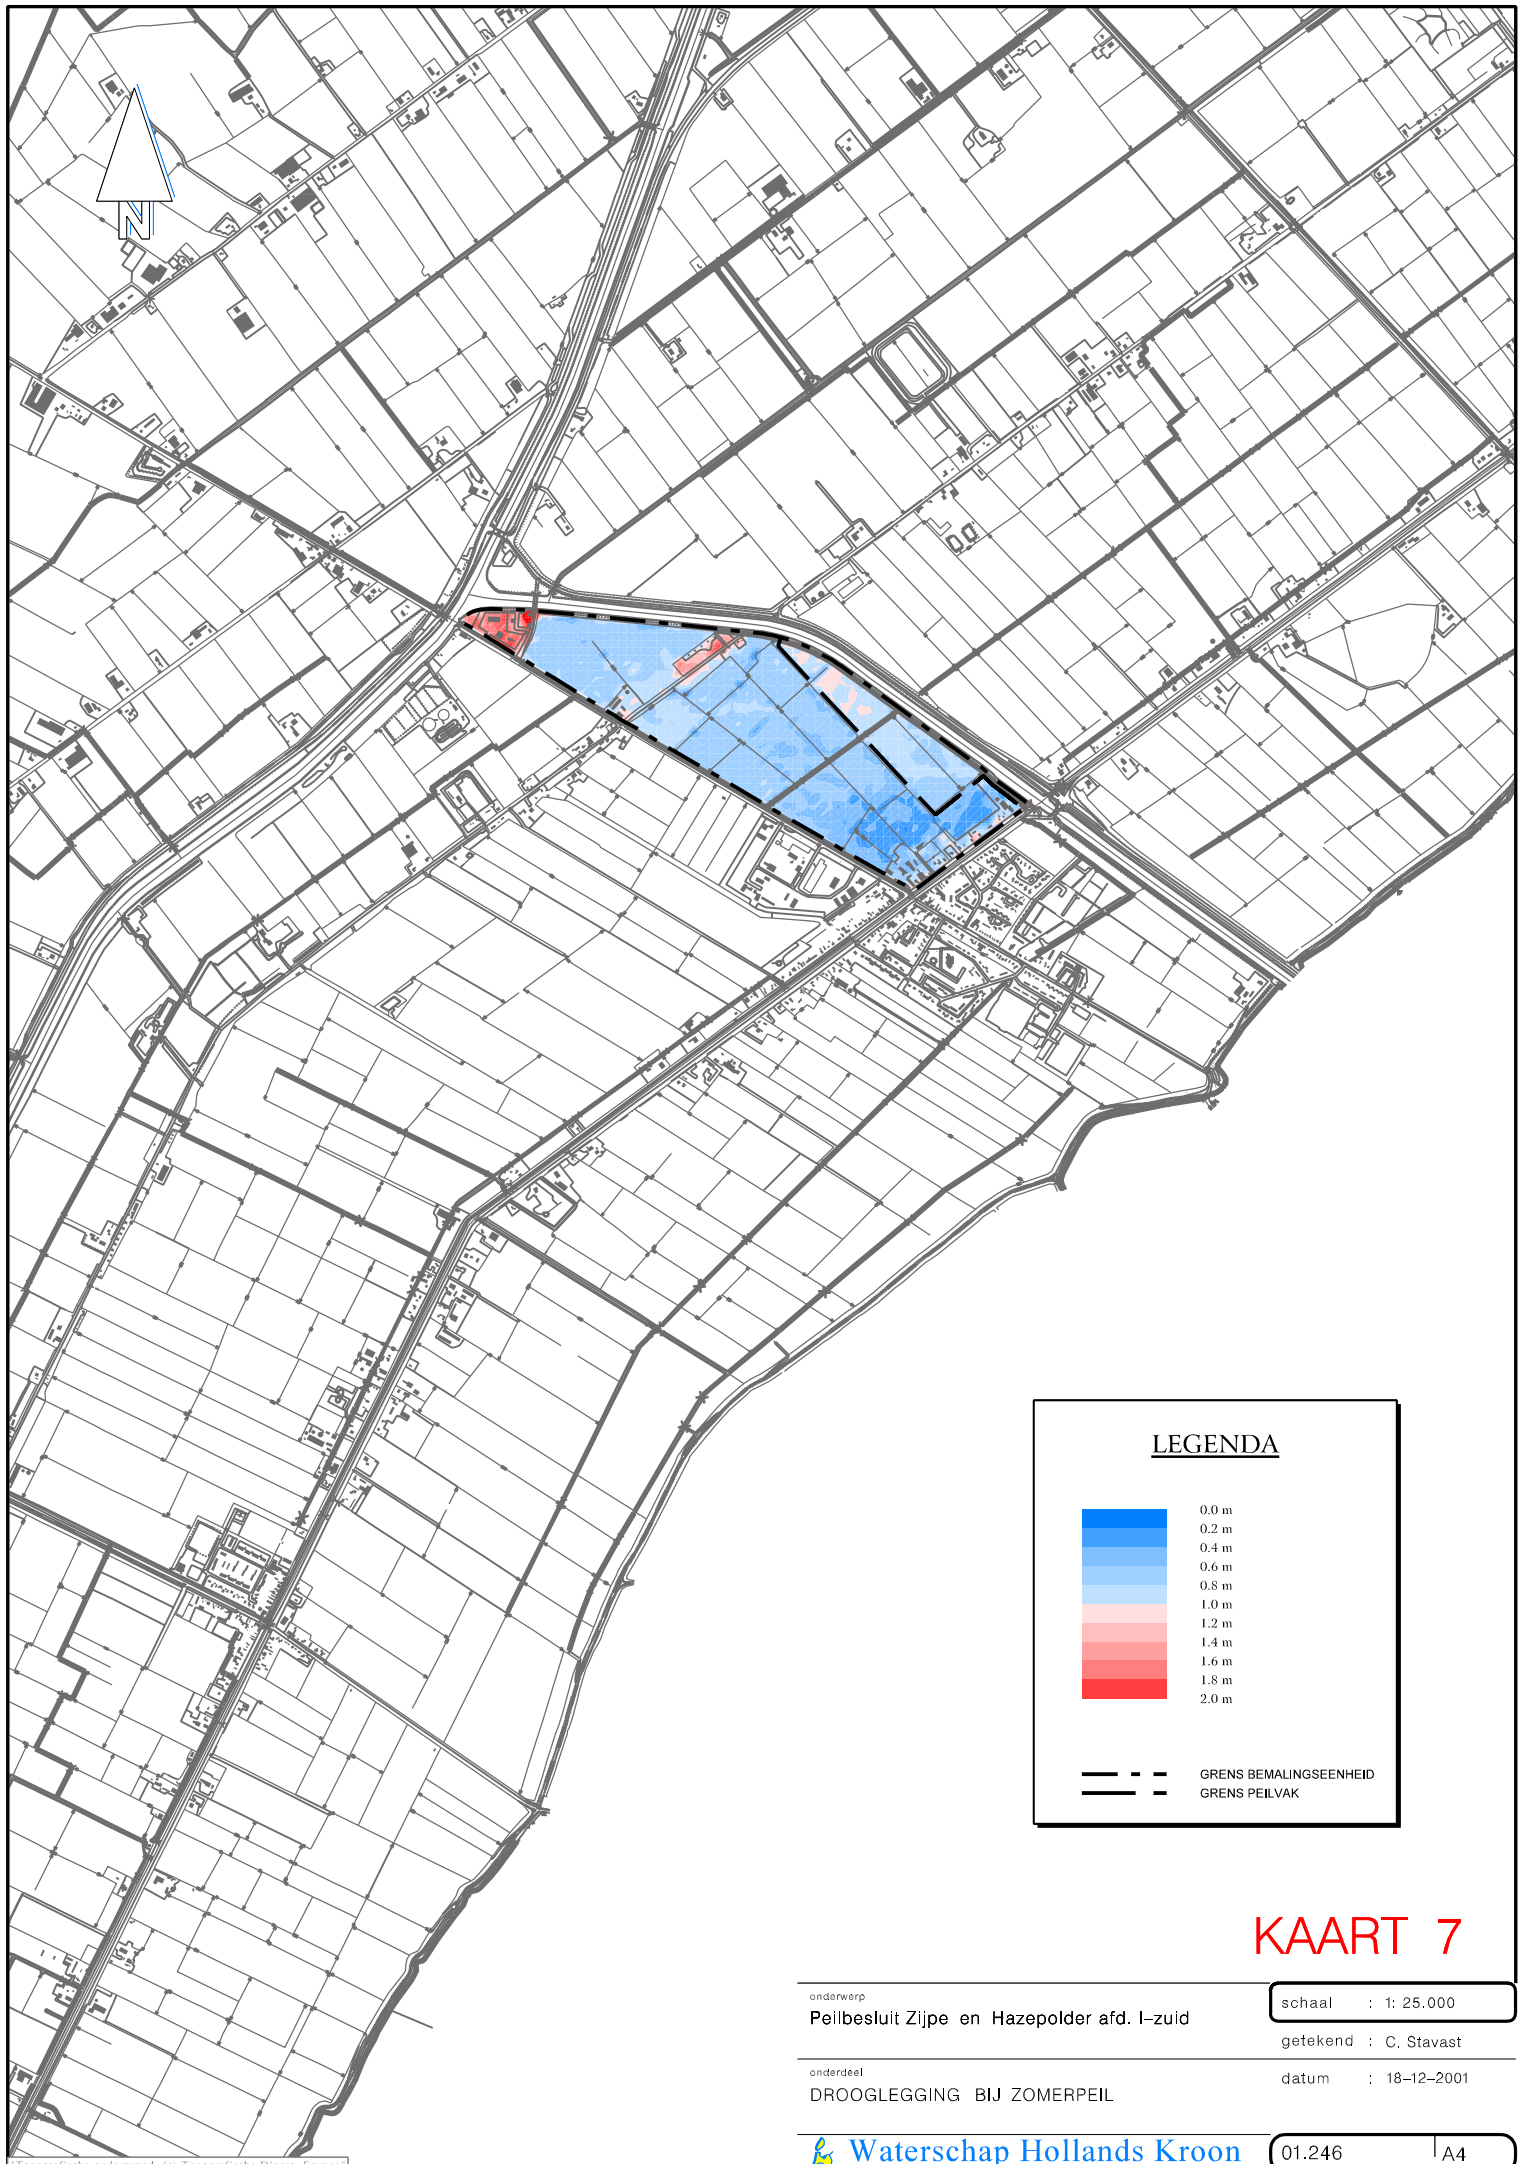 N
LEGENDA
0.0 m
0.2 m
0.4 m
0.6 m
0.8 m
1.0 m
1.2 m
1.4 m
1.6 m
1.8 m
2.0 m
GRENS BEMALINGSEENHEID
GRENS PEILVAK
KAART 7
onderwerp
Peilbesluit Zijpe en Hazepolder afd. I-zuid
schaal : 1: 25.000
getekend : C. Stavast
onderdeel
DROOGLEGGING BIJ ZOMERPEIL
datum : 18-12-2001
Waterschap Hollands Kroon
01.246 A4